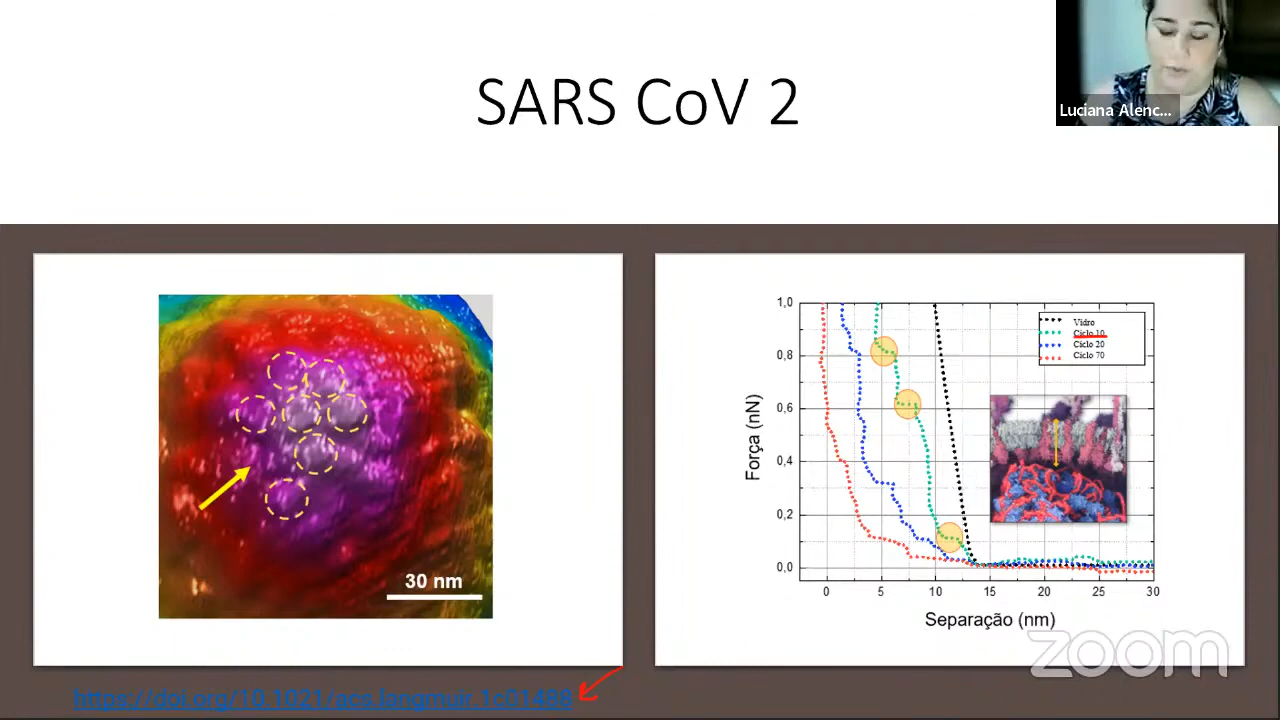 SARS CoV 2
Luciana Alenc...
30 nm
https://doi.org/10.1021/acs.langmuir.1c01488
Força (nN)
1,0
0,8
0,6
0,4
0,2
0,0
Vidro
Ciclo 10
Ciclo 20
Ciclo 70
0 5 10 15 20 25 30
Separação (nm)
zoom